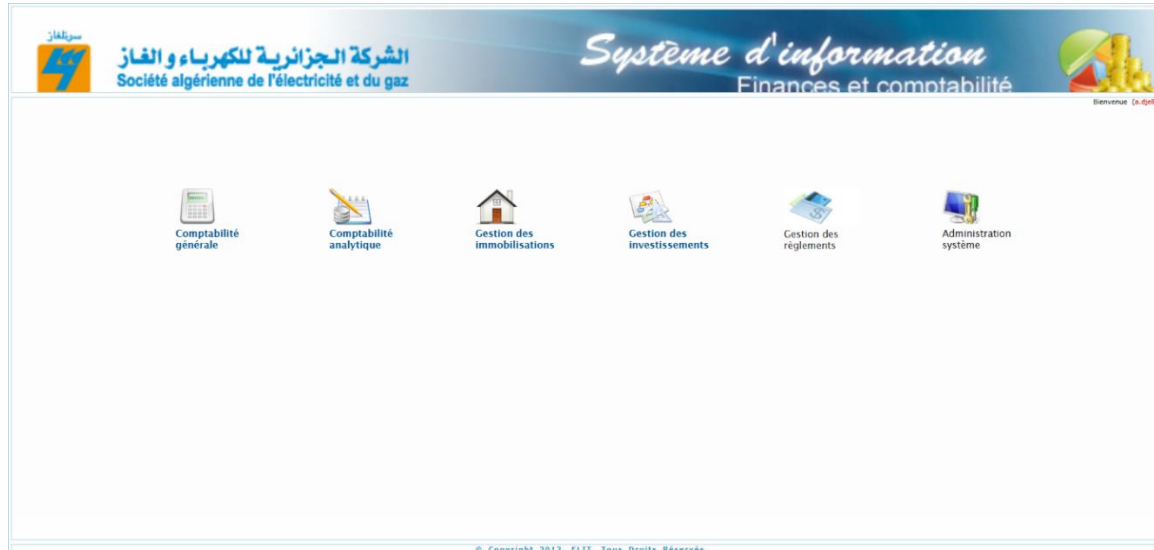 سونلغاز
الشركة الجزائرية للكهرباء و الغاز
Société algérienne de l'électricité et du gaz
Système d'information
Finances et comptabilité
Bienvenue
Comptabilité
générale
Comptabilité
analytique
Gestion des
immobilisations
Gestion des
investissements
Gestion des
règlements
Administration
système
© Copyright 2013, ELIT. Tous Droits Réservés